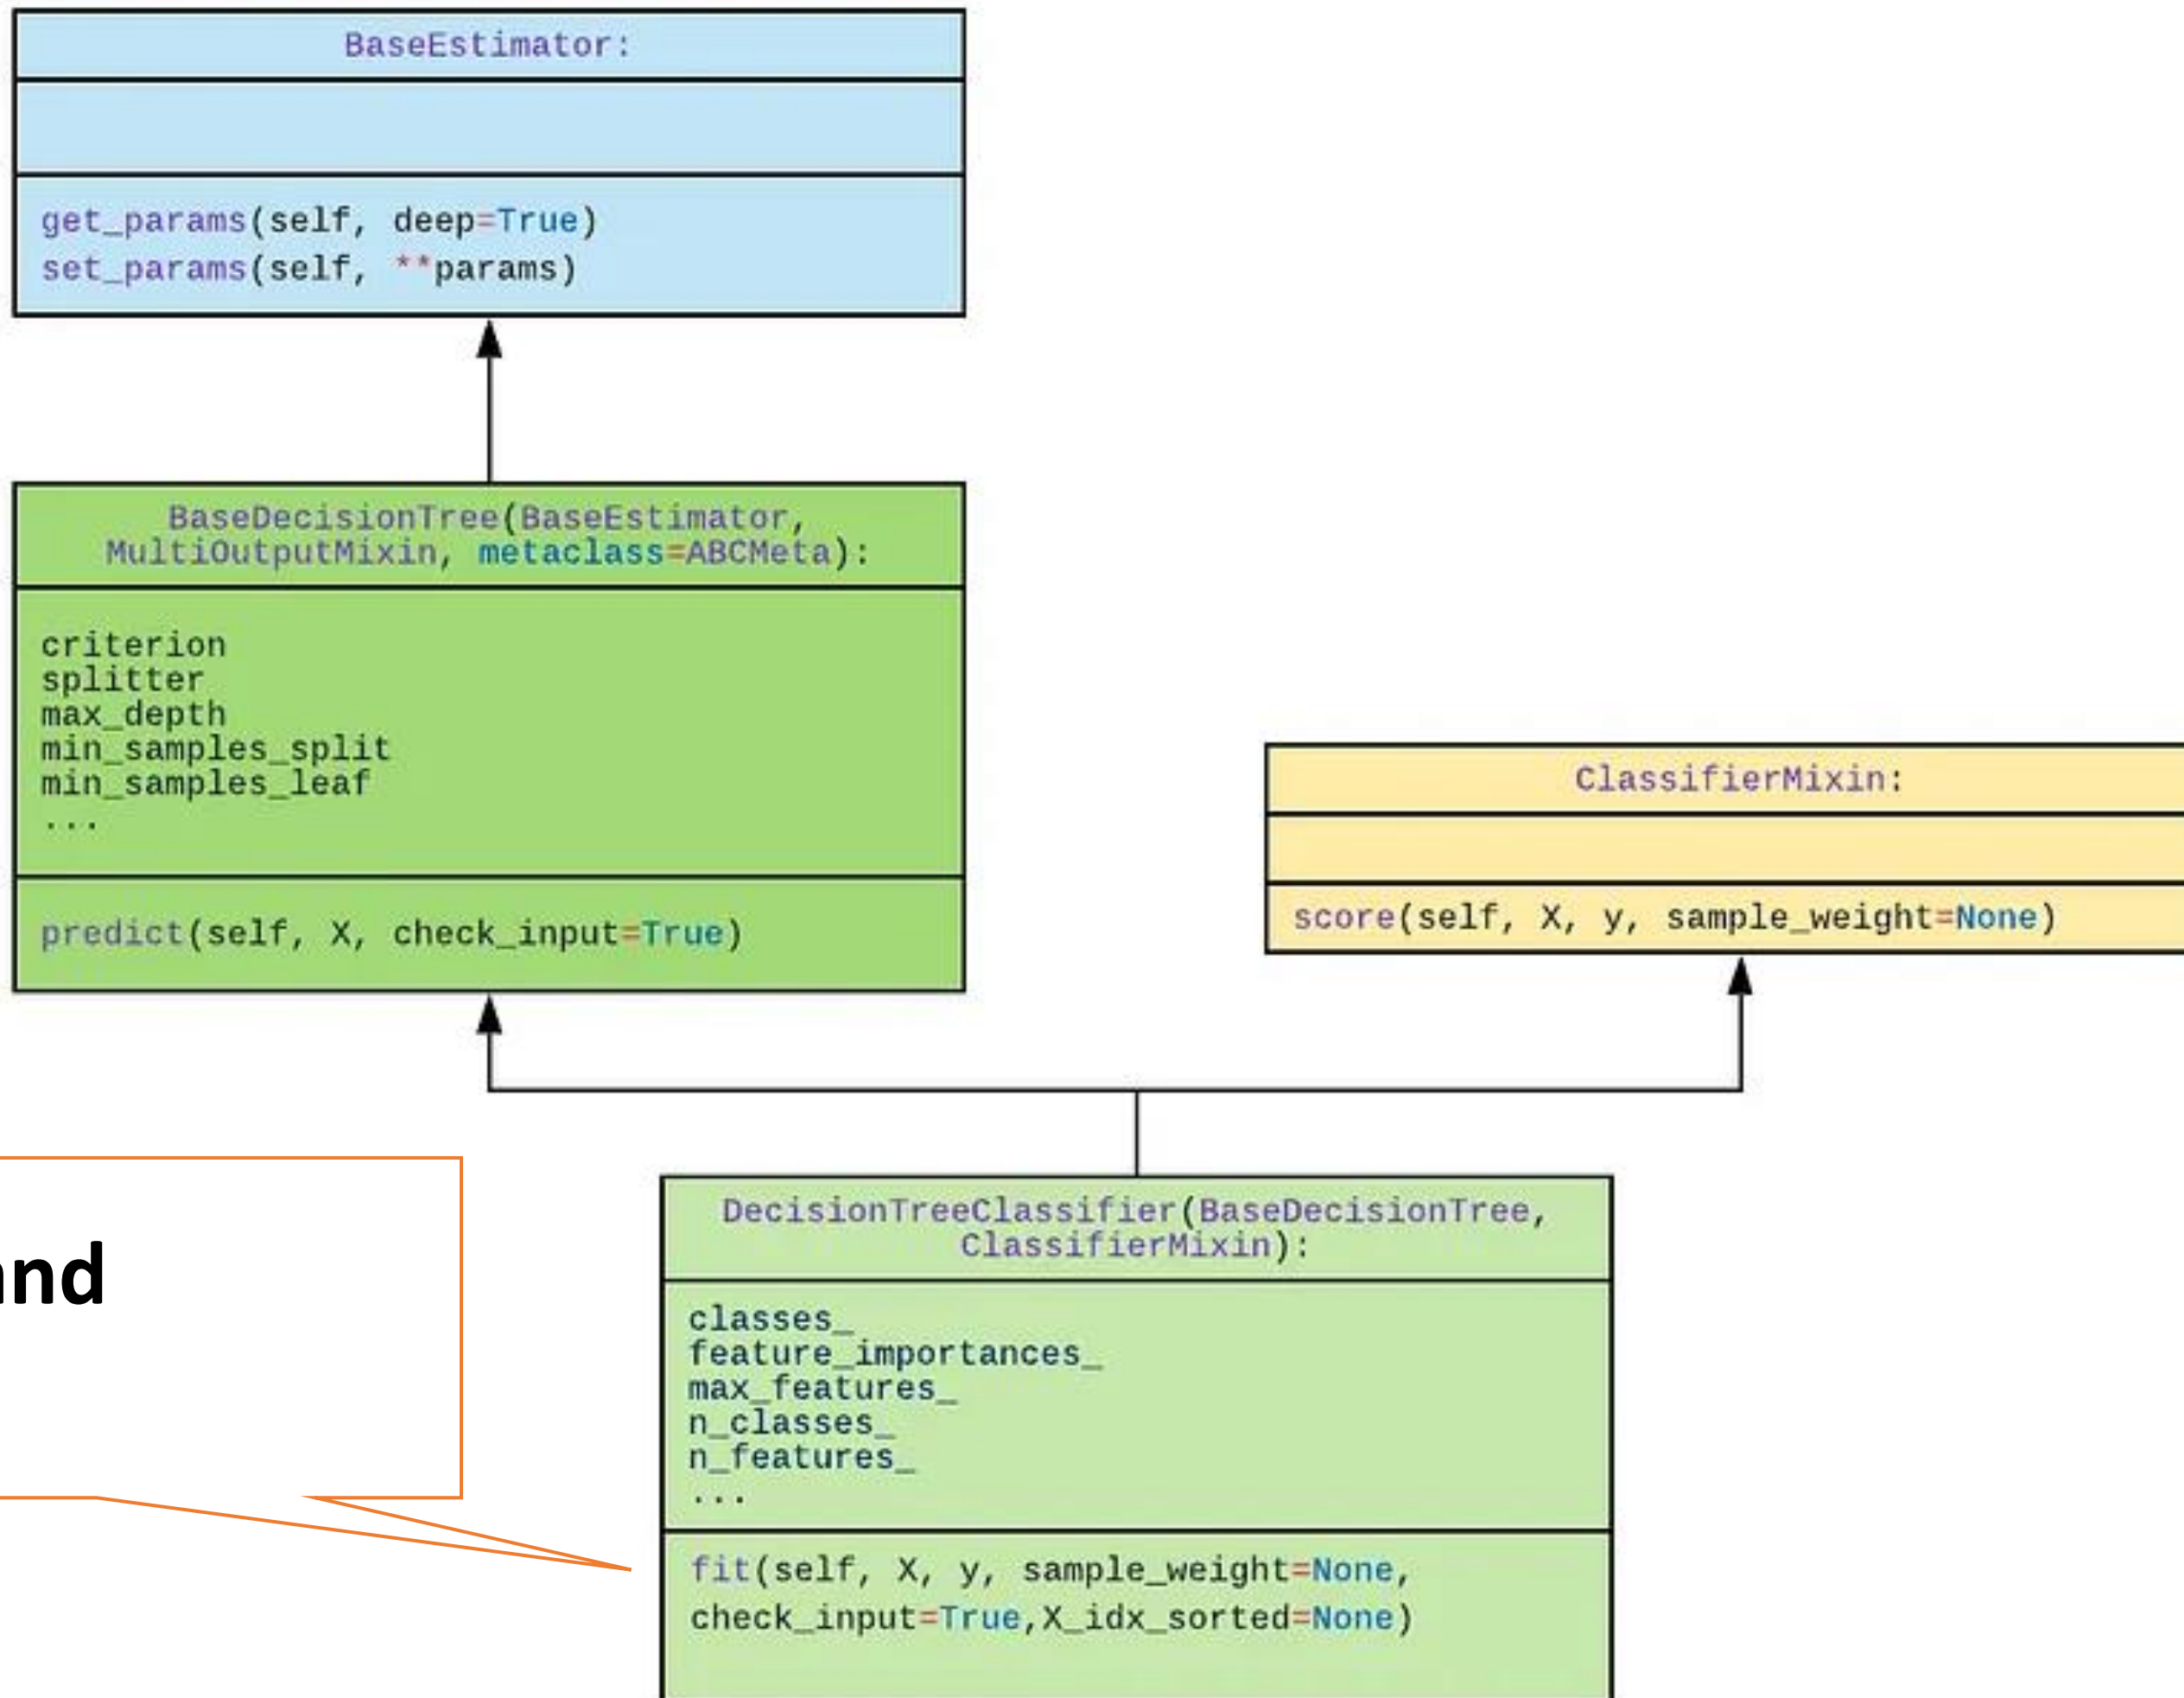 BaseEstimator:
get_params(self, deep=True)
set_params(self, **params)
BaseDecisionTree(BaseEstimator,
MultiOutputMixin, metaclass=ABCMeta):
criterion
splitter
max_depth
min_samples_split
min_samples_leaf
...
predict(self, X, check_input=True)
ClassifierMixin:
score(self, X, y, sample_weight=None)
DecisionTreeClassifier(BaseDecisionTree,
ClassifierMixin):
classes_
feature_importances_
max_features_
n_classes_
n_features_
...
fit(self, X, y, sample_weight=None,
check_input=True,X_idx_sorted=None)